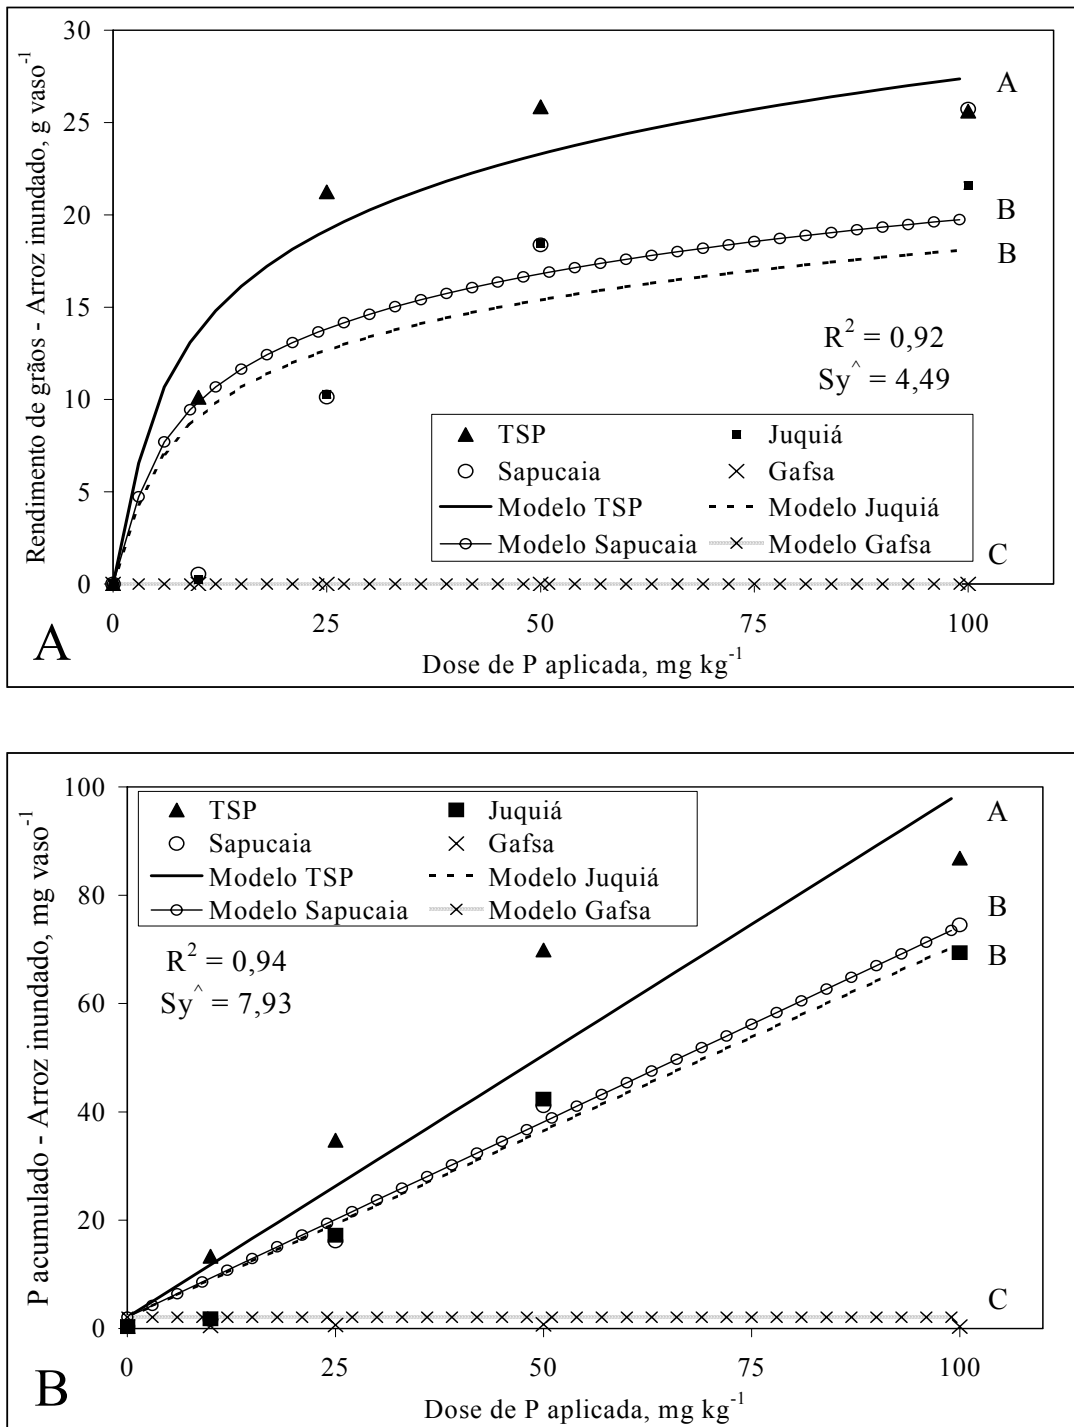 Rendimento de grãos - Arroz inundado, g vaso⁻¹
30
25
20
15
10
5
0
A
B
B
R² = 0,92
Sy^ = 4,49
TSP
Juquiá
Sapucaia
Gafsa
Modelo TSP
Modelo Juquiá
Modelo Sapucaia
Modelo Gafsa
C
0 25 50 75 100
A
Dose de P aplicada, mg kg⁻¹
P acumulado - Arroz inundado, mg vaso⁻¹
100
80
60
40
20
0
TSP
Juquiá
Sapucaia
Gafsa
Modelo TSP
Modelo Juquiá
Modelo Sapucaia
Modelo Gafsa
R² = 0,94
Sy^ = 7,93
A
B
B
C
0 25 50 75 100
B
Dose de P aplicada, mg kg⁻¹